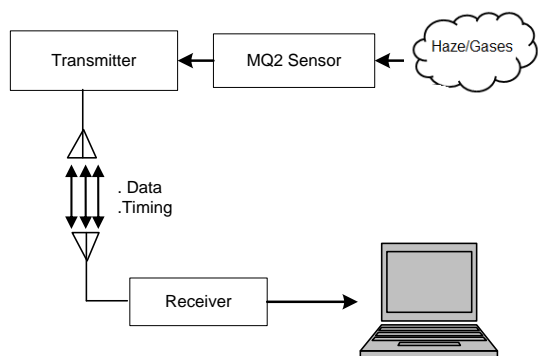 Transmitter
MQ2 Sensor
Haze/Gases
. Data
.Timing
Receiver